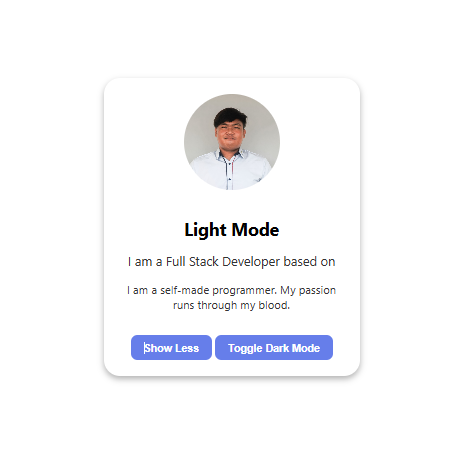 Light Mode
I am a Full Stack Developer based on
I am a self-made programmer. My passion
runs through my blood.
Show Less
Toggle Dark Mode